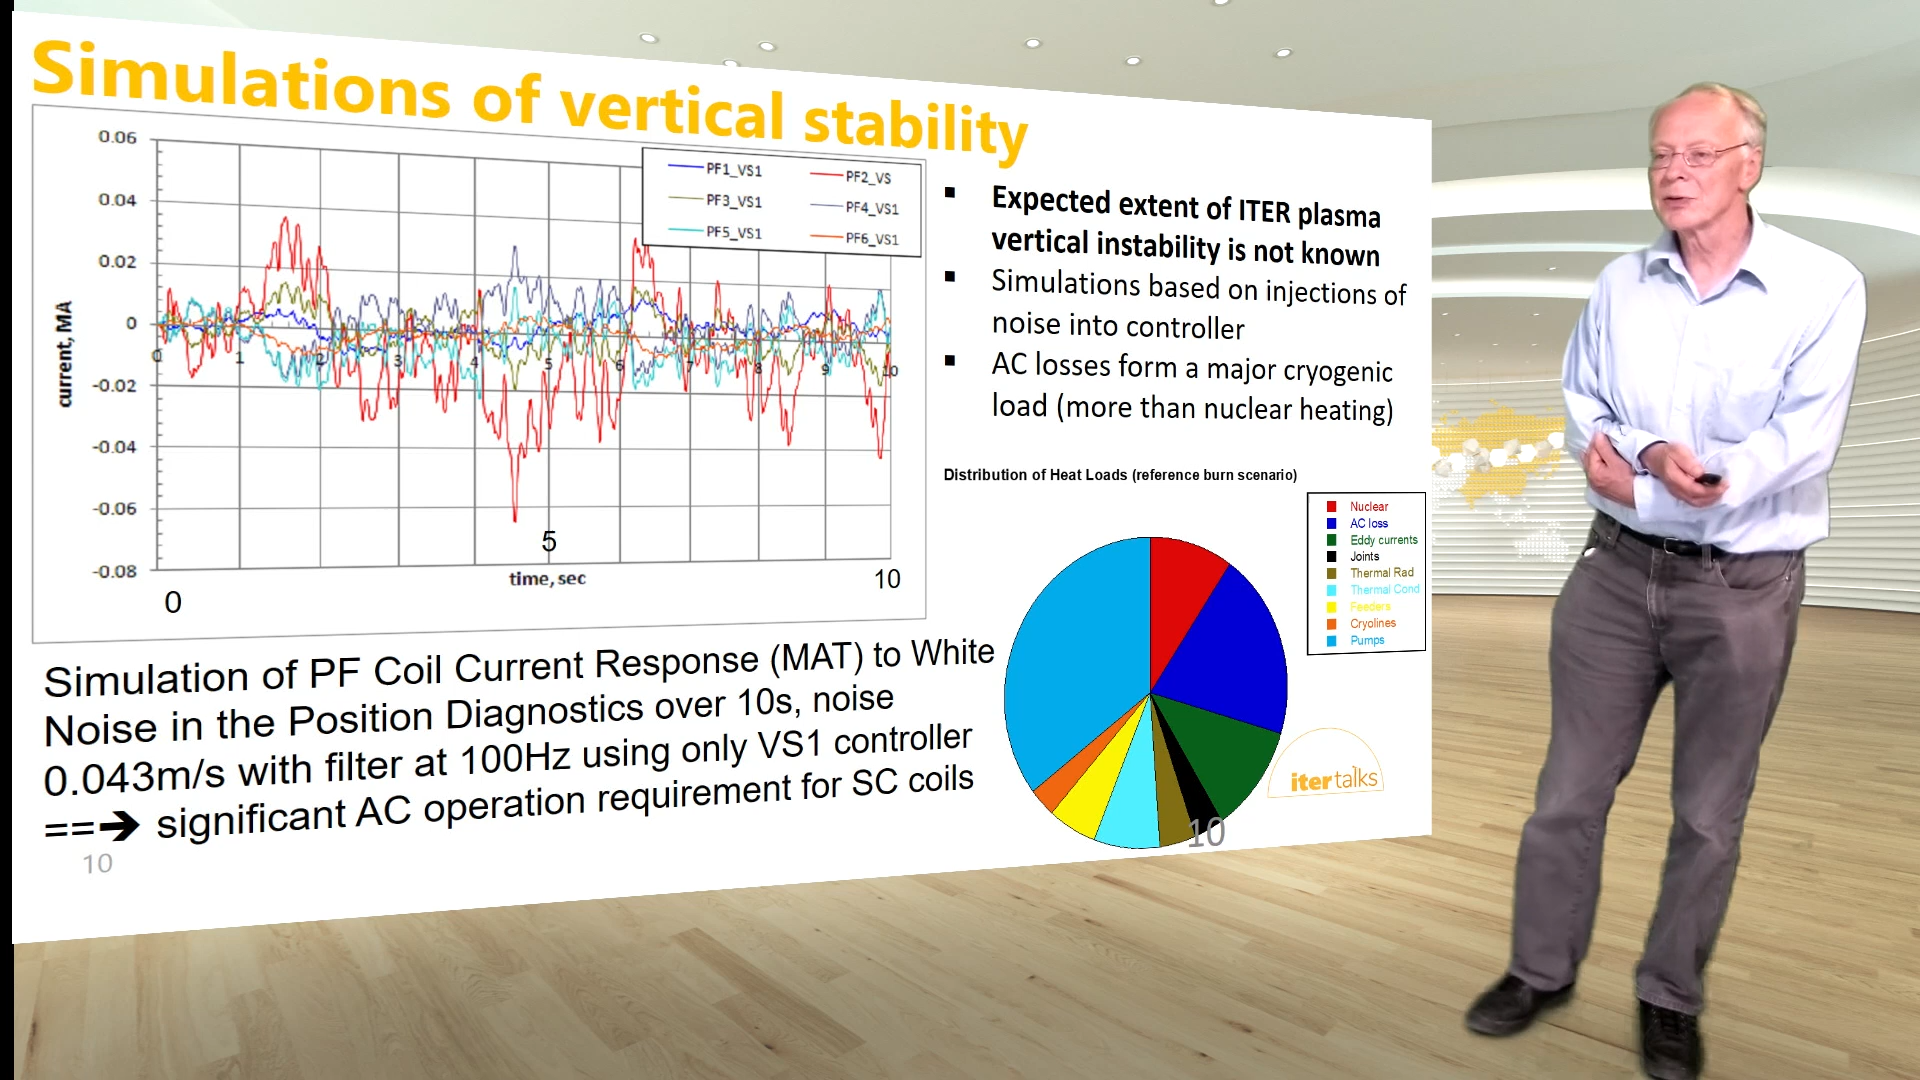 Simulations of vertical stability
0.06
0.04
0.02
0
-0.02
-0.04
-0.06
-0.08
current, MA
PF1_VS1 PF2_VS
PF3_VS1 PF4_VS1
PF5_VS1 PF6_VS1
0 1 2 3 4 5 6 7 8 9 10
0 5 10
time, sec
▪ Expected extent of ITER plasma
vertical instability is not known
▪ Simulations based on injections of
noise into controller
▪ AC losses form a major cryogenic
load (more than nuclear heating)
Distribution of Heat Loads (reference burn scenario)
Nuclear
AC loss
Eddy currents
Joints
Thermal Rad
Thermal Cond
Feeders
Cryolines
Pumps
Simulation of PF Coil Current Response (MAT) to White
Noise in the Position Diagnostics over 10s, noise
0.043m/s with filter at 100Hz using only VS1 controller
==➔ significant AC operation requirement for SC coils
10
10
iter talks